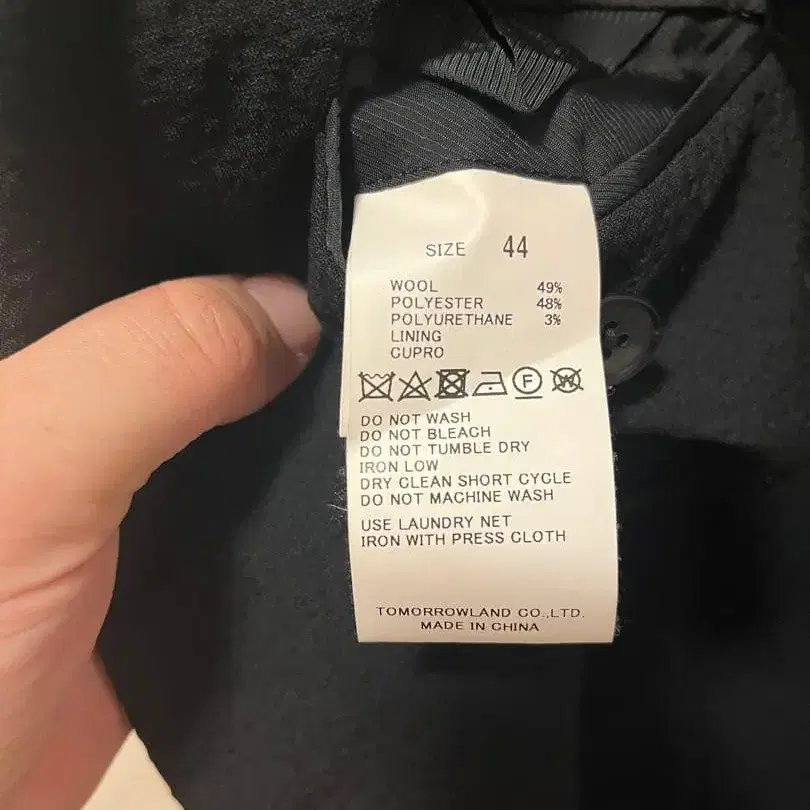 SIZE 44
WOOL 49%
POLYESTER 48%
POLYURETHANE 3%
LINING
CUPRO
F
W
DO NOT WASH
DO NOT BLEACH
DO NOT TUMBLE DRY
IRON LOW
DRY CLEAN SHORT CYCLE
DO NOT MACHINE WASH
USE LAUNDRY NET
IRON WITH PRESS CLOTH
TOMORROWLAND CO.,LTD.
MADE IN CHINA